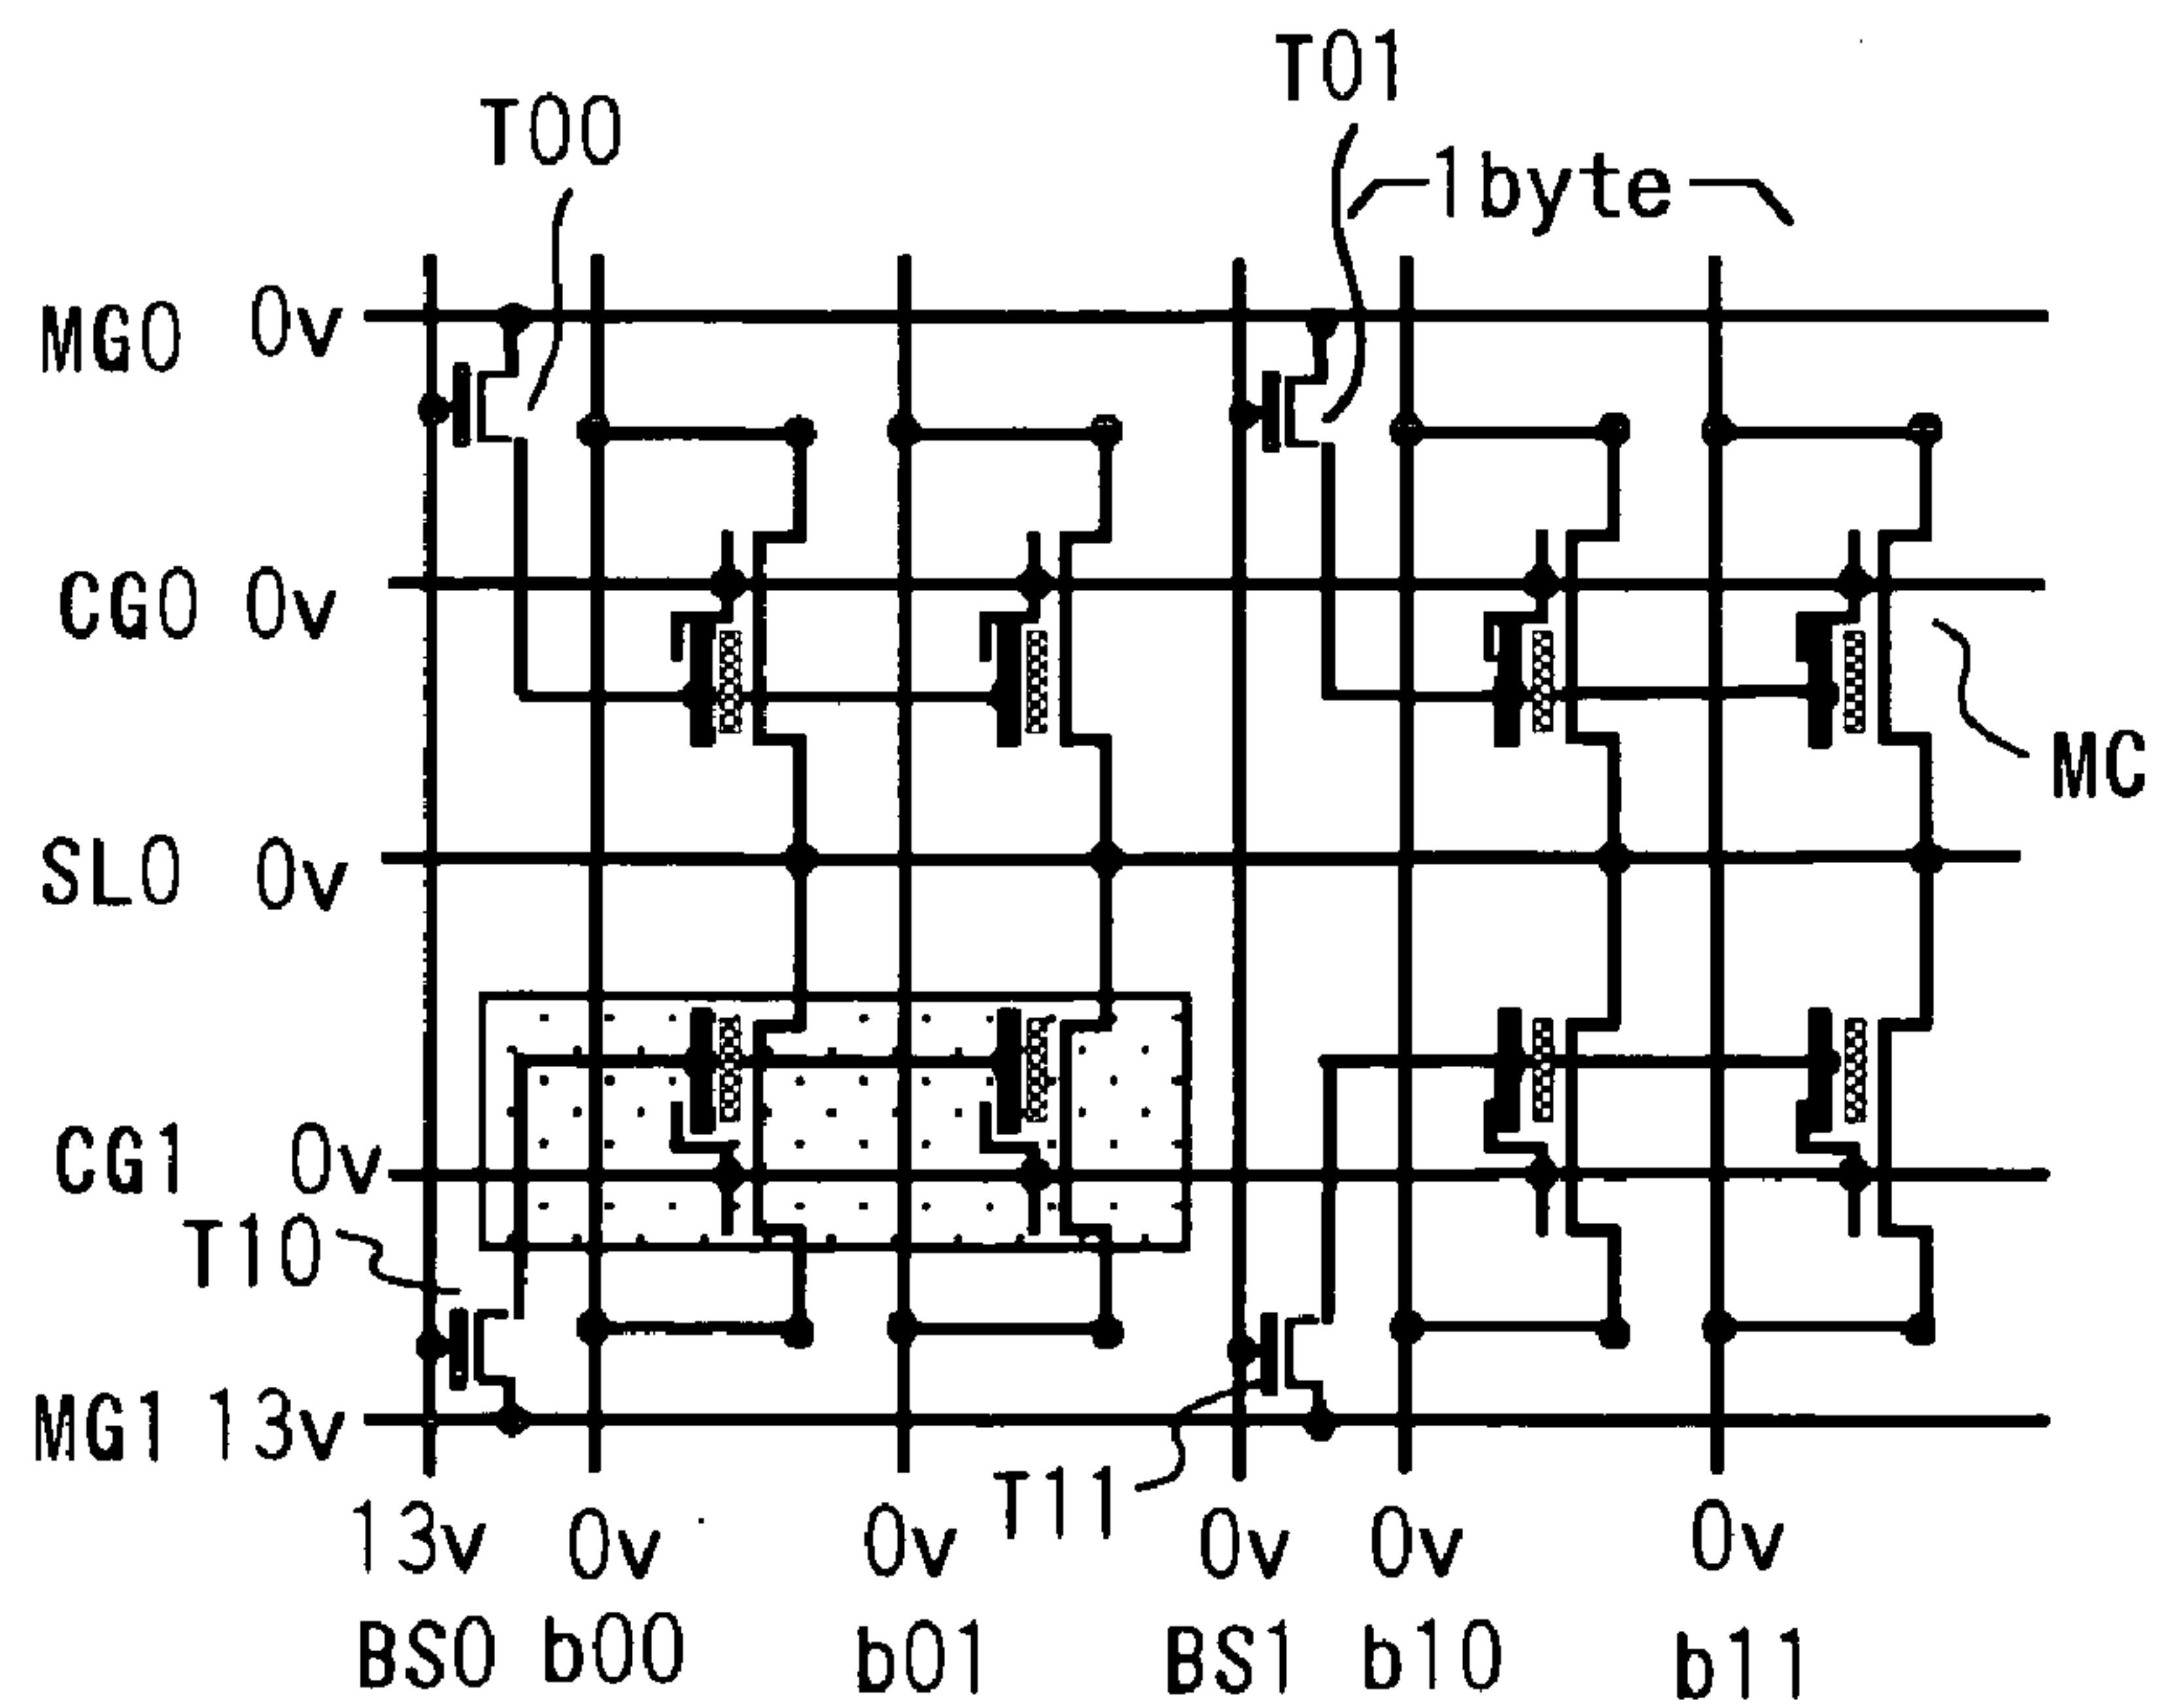 T00
T01
1byte
MG0 0v
CG0 0v
MC
SL0 0v
CG1 0v
T10
MG1 13v
T11
13v 0v 0v 0v 0v 0v
BS0 b00 b01 BS1 b10 b11